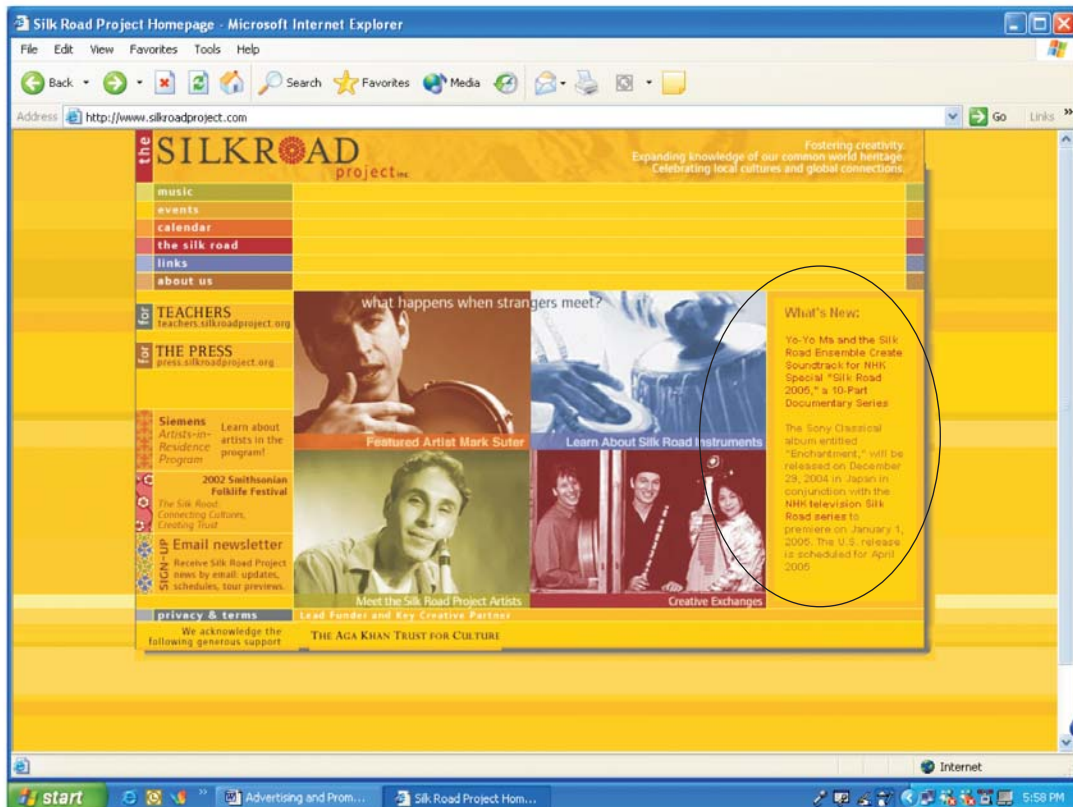 Silk Road Project Homepage - Microsoft Internet Explorer
File Edit View Favorites Tools Help
Back Search Favorites Media
Address http://www.silkroadproject.com Go Links »
the SILKROAD
project inc
Fostering creativity.
Expanding knowledge of our common world heritage.
Celebrating local cultures and global connections.
music
events
calendar
the silk road
links
about us
for TEACHERS
teachers.silkroadproject.org
for THE PRESS
press.silkroadproject.org
Siemens
Artists-in-
Residence
Program
Learn about
artists in the
program!
2002 Smithsonian
Folklife Festival
The Silk Road:
Connecting Cultures,
Creating Trust
SIGN-UP
Email newsletter
Receive Silk Road Project
news by email: updates,
schedules, tour previews.
what happens when strangers meet?
Featured Artist Mark Suter
Learn About Silk Road Instruments
Meet the Silk Road Project Artists
Creative Exchanges
What's New:
Yo-Yo Ma and the Silk
Road Ensemble Create
Soundtrack for NHK
Special "Silk Road
2005," a 10-Part
Documentary Series
The Sony Classical
album entitled
"Enchantment," will be
released on December
29, 2004 in Japan in
conjunction with the
NHK television Silk
Road series to
premiere on January 1,
2005. The U.S. release
is scheduled for April
2005
privacy & terms
Lead Funder and Key Creative Partner
We acknowledge the
following generous support
THE AGA KHAN TRUST FOR CULTURE
Internet
start » Advertising and Prom... Silk Road Project Hom... 5:58 PM